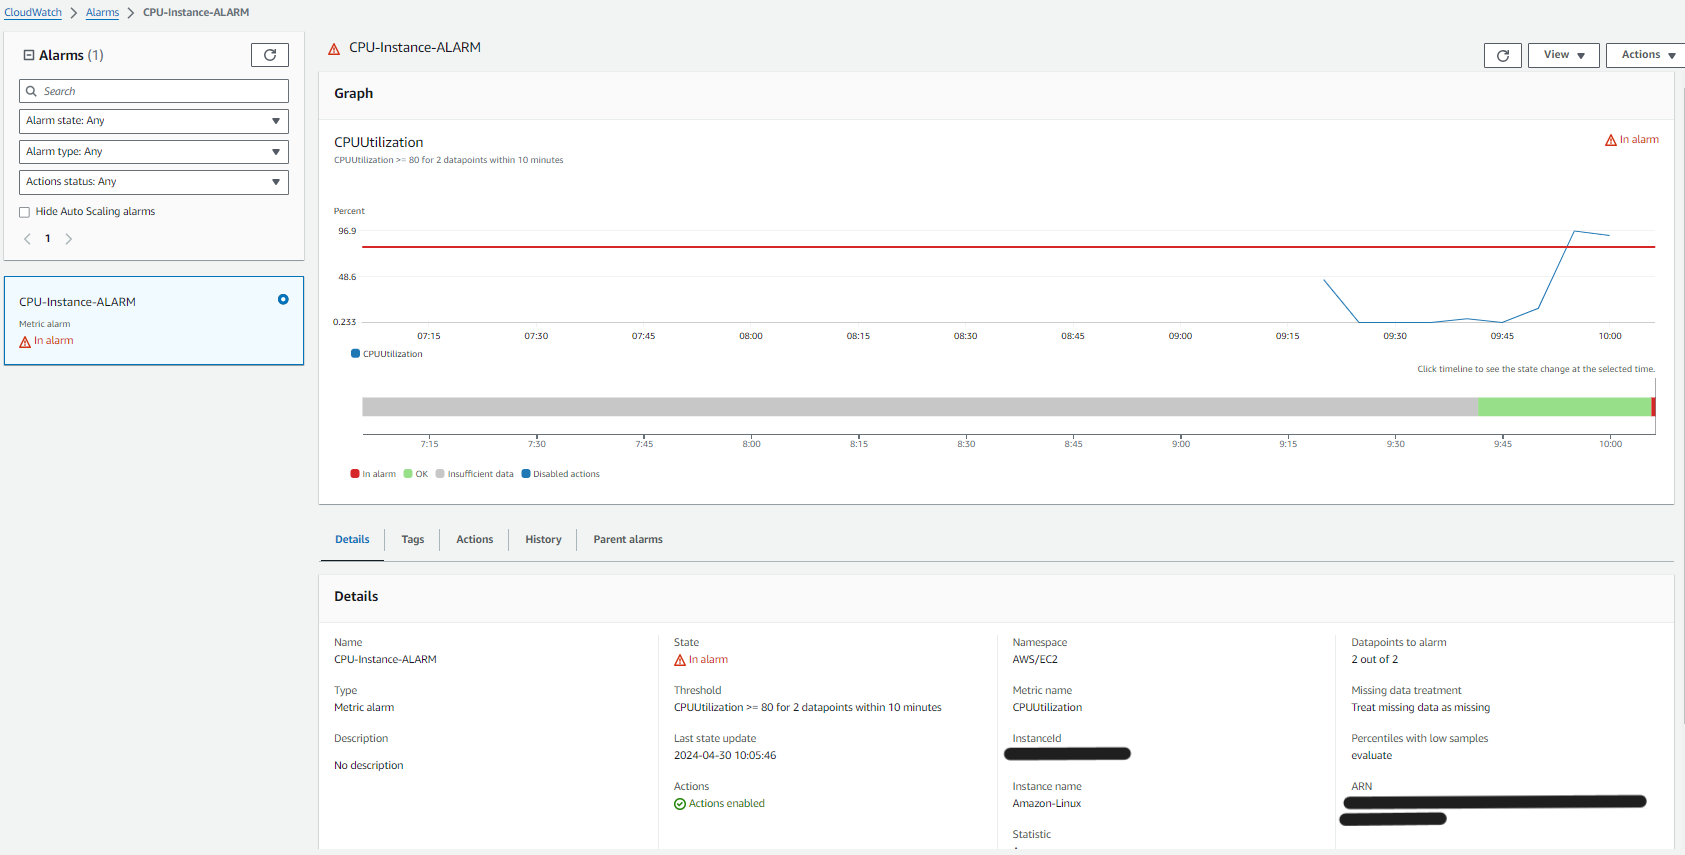 CloudWatch > Alarms > CPU-Instance-ALARM
Alarms (1)
Search
Alarm state: Any
Alarm type: Any
Actions status: Any
Hide Auto Scaling alarms
1
CPU-Instance-ALARM
Metric alarm
In alarm
CPU-Instance-ALARM
View
Actions
Graph
CPUUtilization
In alarm
CPUUtilization >= 80 for 2 datapoints within 10 minutes
Percent
96.9
48.6
0.233
07:15 07:30 07:45 08:00 08:15 08:30 08:45 09:00 09:15 09:30 09:45 10:00
CPUUtilization
Click timeline to see the state change at the selected time.
7:15 7:30 7:45 8:00 8:15 8:30 8:45 9:00 9:15 9:30 9:45 10:00
In alarm OK Insufficient data Disabled actions
Details Tags Actions History Parent alarms
Details
Name
CPU-Instance-ALARM
Type
Metric alarm
Description
No description
State
In alarm
Threshold
CPUUtilization >= 80 for 2 datapoints within 10 minutes
Last state update
2024-04-30 10:05:46
Actions
Actions enabled
Namespace
AWS/EC2
Metric name
CPUUtilization
InstanceId
Instance name
Amazon-Linux
Statistic
Datapoints to alarm
2 out of 2
Missing data treatment
Treat missing data as missing
Percentiles with low samples
evaluate
ARN